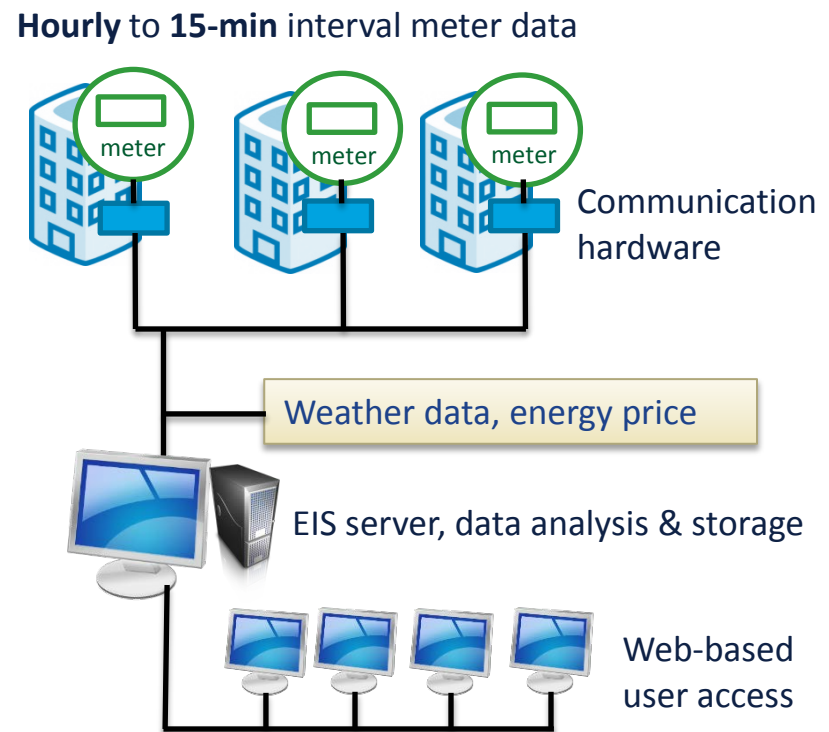 Hourly to 15-min interval meter data
meter
meter
meter
Communication
hardware
Weather data, energy price
EIS server, data analysis & storage
Web-based
user access